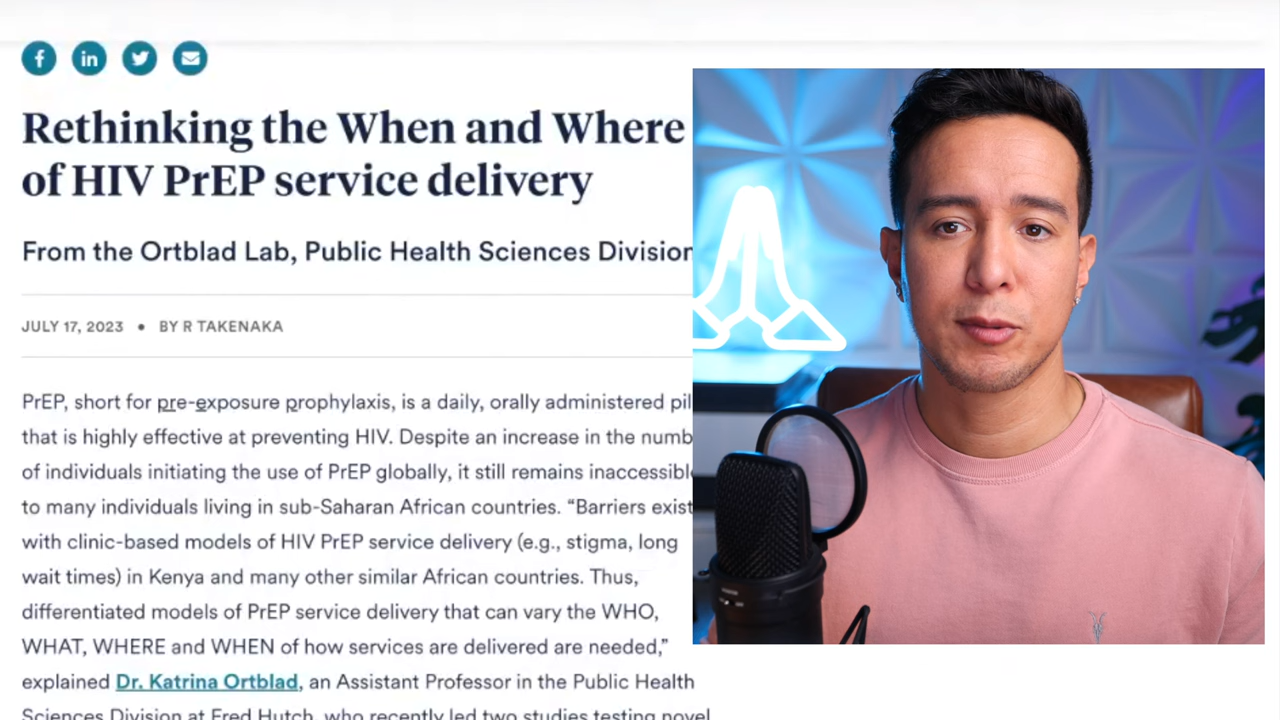 Rethinking the When and Where
of HIV PrEP service delivery
From the Ortblad Lab, Public Health Sciences Division
JULY 17, 2023 • BY R TAKENAKA
PrEP, short for pre-exposure prophylaxis, is a daily, orally administered pil
that is highly effective at preventing HIV. Despite an increase in the numb
of individuals initiating the use of PrEP globally, it still remains inaccessible
to many individuals living in sub-Saharan African countries. “Barriers exist
with clinic-based models of HIV PrEP service delivery (e.g., stigma, long
wait times) in Kenya and many other similar African countries. Thus,
differentiated models of PrEP service delivery that can vary the WHO,
WHAT, WHERE and WHEN of how services are delivered are needed,”
explained Dr. Katrina Ortblad, an Assistant Professor in the Public Health
Sciences Division at Fred Hutch, who recently led two studies testing novel